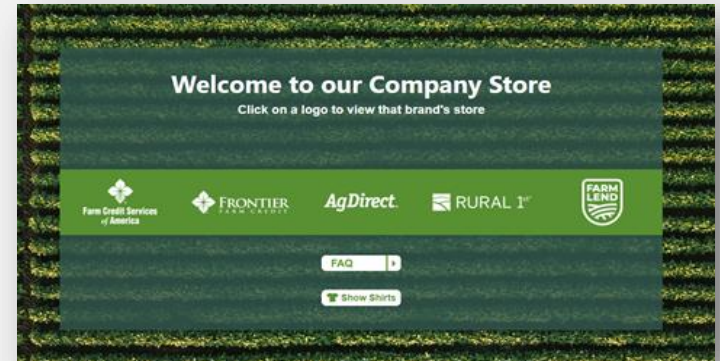 Welcome to our Company Store
Click on a logo to view that brand's store
Farm Credit Services
of America
FRONTIER
FARM CREDIT
AgDirect.
RURAL 1st
FARM
LEND
FAQ
Show Shirts